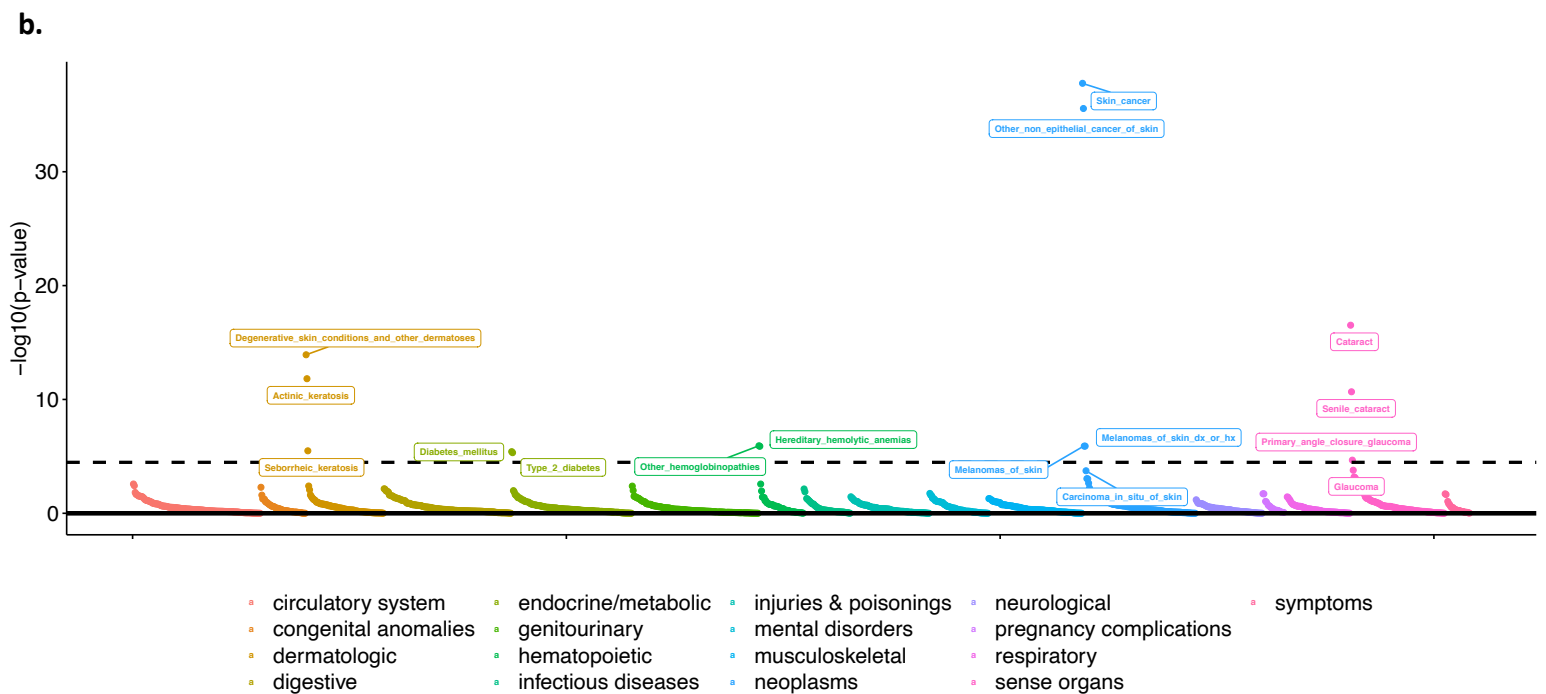 b.
Skin_cancer
Other_non_epithelial_cancer_of_skin
30
−log10(p−value)
20
Degenerative_skin_conditions_and_other_dermatoses
Cataract
Actinic_keratosis
10
Senile_cataract
Hereditary_hemolytic_anemias
Melanomas_of_skin_dx_or_hx
Primary_angle_closure_glaucoma
Diabetes_mellitus
Seborrheic_keratosis
Type_2_diabetes
Other_hemoglobinopathies
Melanomas_of_skin
Glaucoma
Carcinoma_in_situ_of_skin
0
a circulatory system a endocrine/metabolic a injuries & poisonings a neurological a symptoms
a congenital anomalies a genitourinary a mental disorders a pregnancy complications
a dermatologic a hematopoietic a musculoskeletal a respiratory
a digestive a infectious diseases a neoplasms a sense organs